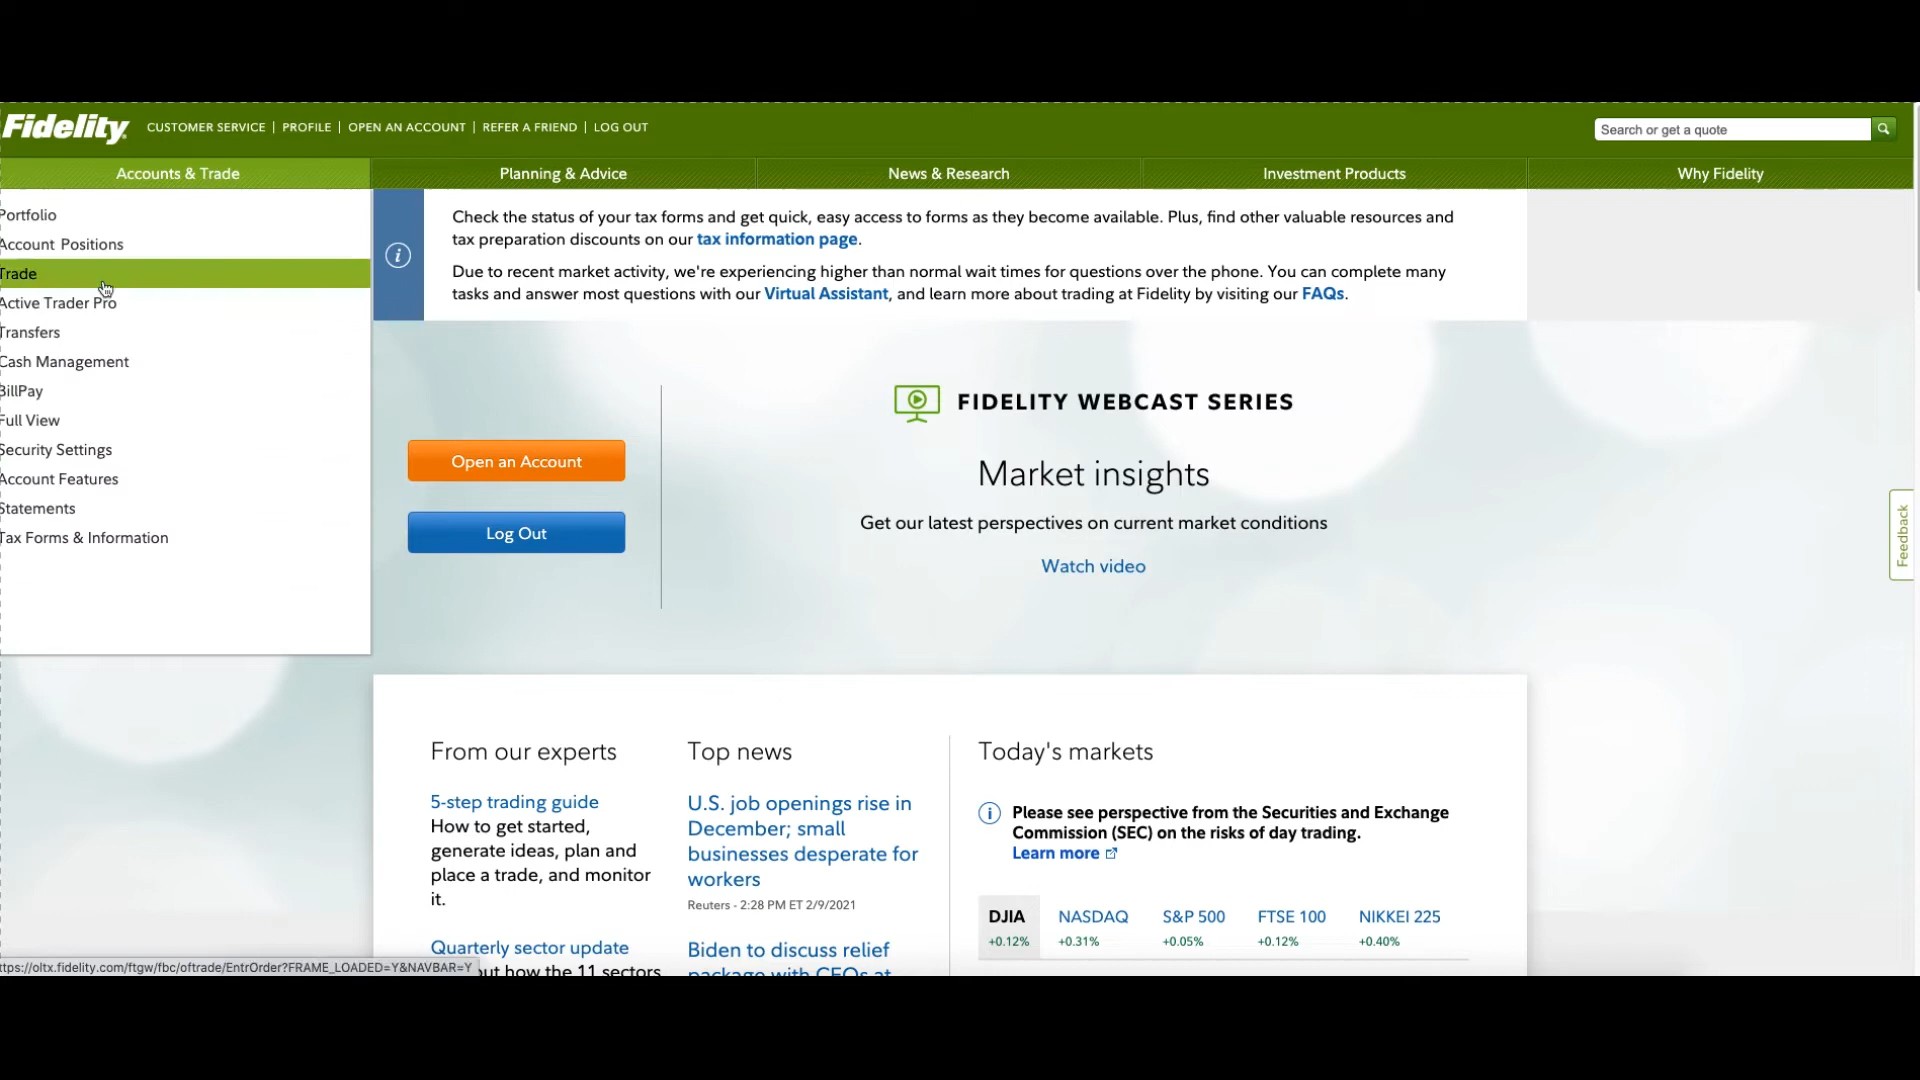 Fidelity
CUSTOMER SERVICE | PROFILE | OPEN AN ACCOUNT | REFER A FRIEND | LOG OUT
Search or get a quote
Accounts & Trade
Planning & Advice
News & Research
Investment Products
Why Fidelity
Portfolio
Account Positions
Trade
Active Trader Pro
Transfers
Cash Management
BillPay
Full View
Security Settings
Account Features
Statements
Tax Forms & Information
Check the status of your tax forms and get quick, easy access to forms as they become available. Plus, find other valuable resources and
tax preparation discounts on our tax information page.
Due to recent market activity, we're experiencing higher than normal wait times for questions over the phone. You can complete many
tasks and answer most questions with our Virtual Assistant, and learn more about trading at Fidelity by visiting our FAQs.
Open an Account
Log Out
FIDELITY WEBCAST SERIES
Market insights
Get our latest perspectives on current market conditions
Watch video
Feedback
From our experts
5-step trading guide
How to get started,
generate ideas, plan and
place a trade, and monitor
it.
Quarterly sector update
out how the 11 sectors
Top news
U.S. job openings rise in
December; small
businesses desperate for
workers
Reuters - 2:28 PM ET 2/9/2021
Biden to discuss relief
package with CEOs at
Today's markets
Please see perspective from the Securities and Exchange
Commission (SEC) on the risks of day trading.
Learn more
DJIA
+0.12%
NASDAQ
+0.31%
S&P 500
+0.05%
FTSE 100
+0.12%
NIKKEI 225
+0.40%
ttps://oltx.fidelity.com/ftgw/fbc/oftrade/EntrOrder?FRAME_LOADED=Y&NAVBAR=Y